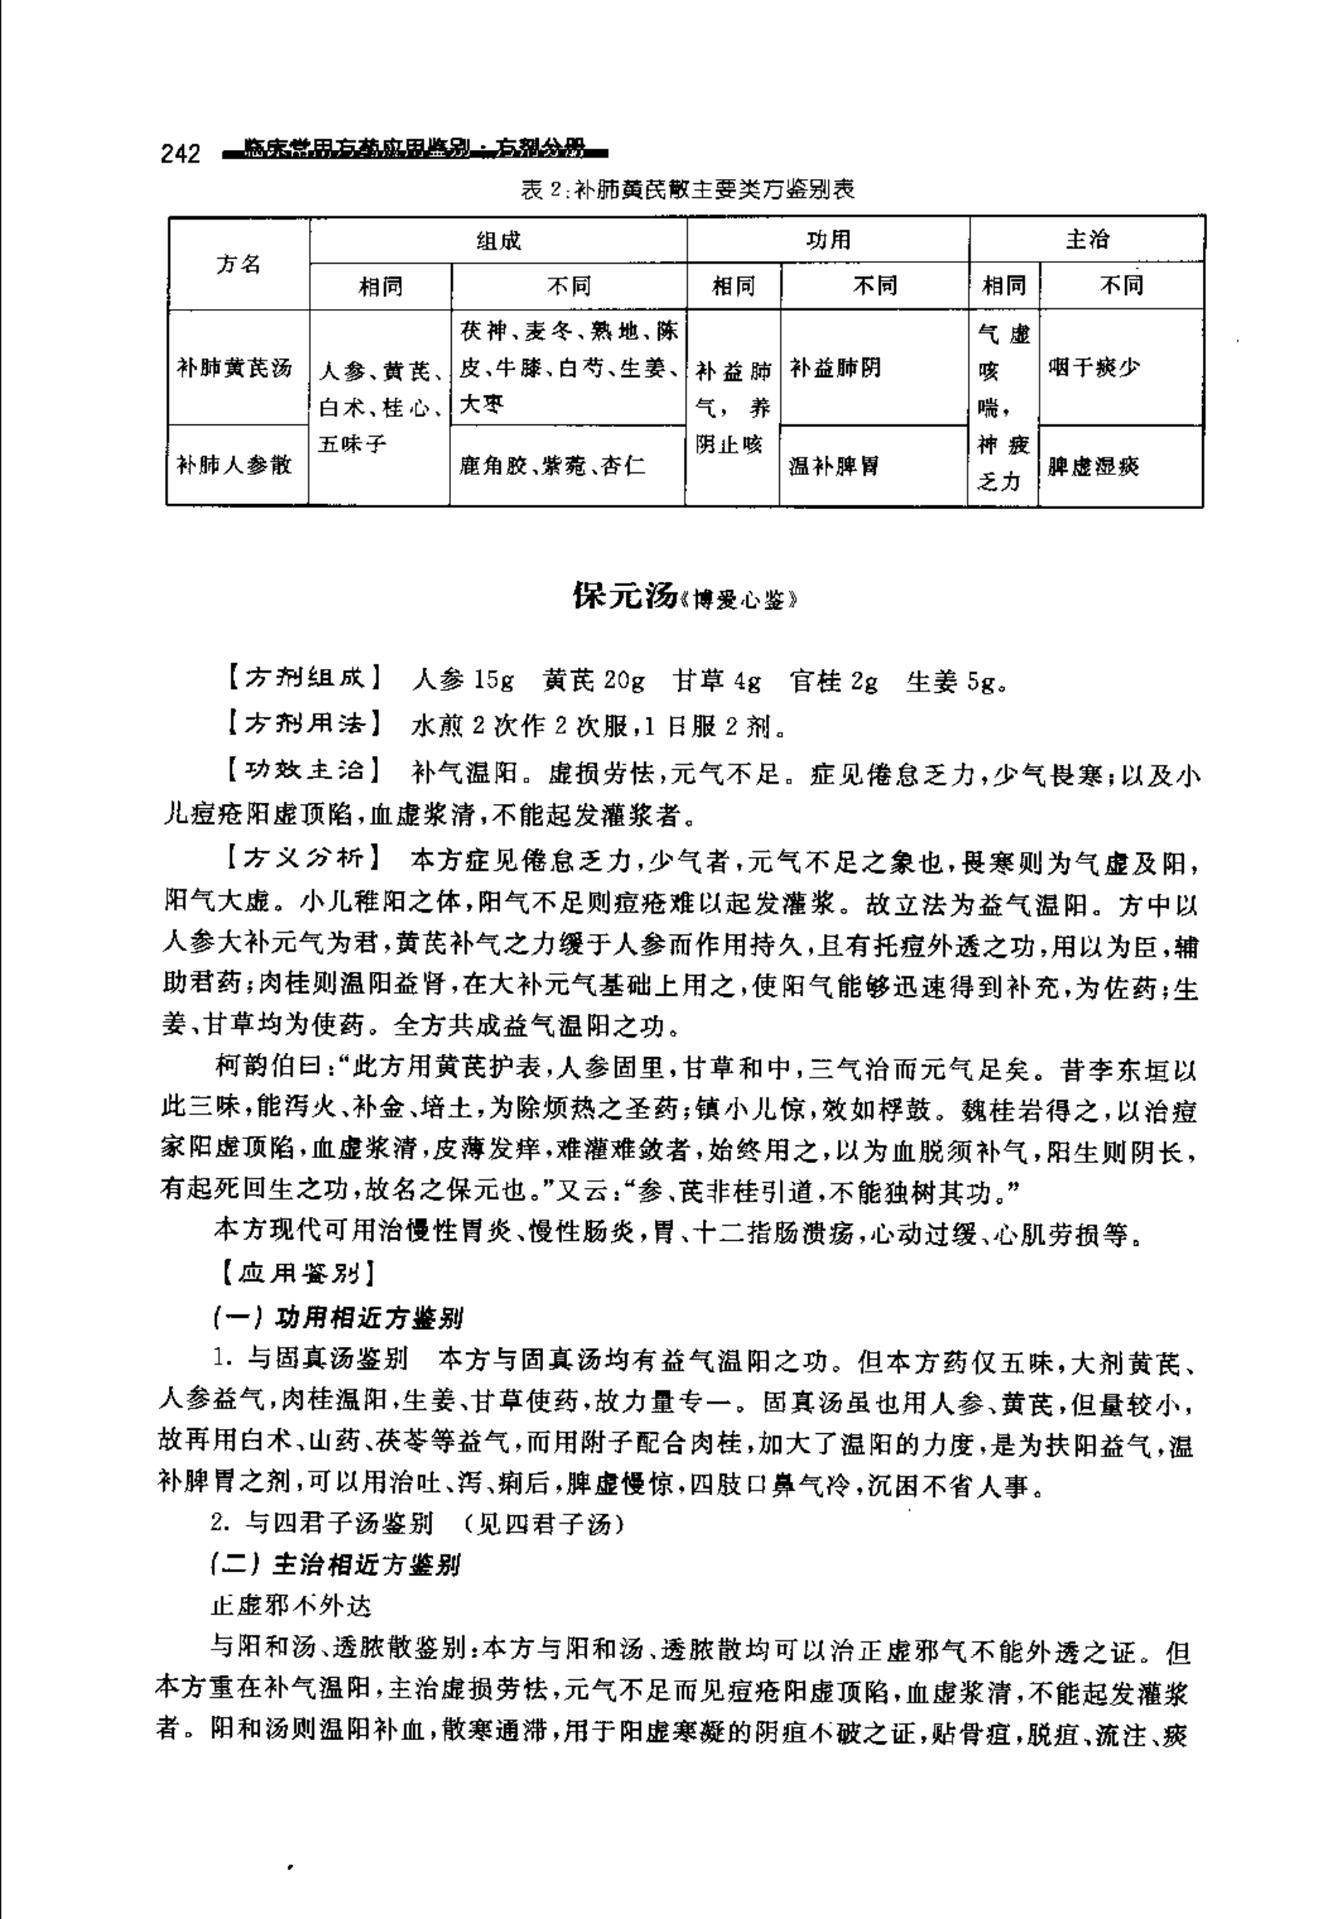 242 临床常用方药应用鉴别·方剂分册
表 2:补肺黄芪散主要类方鉴别表
方名 组成 功用 主治
相同 不同 相同 不同 相同 不同
补肺黄芪汤
人参、黄芪、
白术、桂心、
五味子
茯神、麦冬、熟地、陈
皮、牛膝、白芍、生姜、
大枣
补益肺
气，养
阴止咳
补益肺阴
气虚
咳
喘，
神疲
乏力
咽干痰少
补肺人参散
鹿角胶、紫菀、杏仁
温补脾胃
脾虚湿痰
保元汤《博爱心鉴》
【方剂组成】 人参 15g 黄芪 20g 甘草 4g 官桂 2g 生姜 5g。
【方剂用法】 水煎 2 次作 2 次服,1 日服 2 剂。
【功效主治】 补气温阳。虚损劳怯,元气不足。症见倦怠乏力,少气畏寒;以及小
儿痘疮阳虚顶陷,血虚浆清,不能起发灌浆者。
【方义分析】 本方症见倦怠乏力,少气者,元气不足之象也,畏寒则为气虚及阳,
阳气大虚。小儿稚阳之体,阳气不足则痘疮难以起发灌浆。故立法为益气温阳。方中以
人参大补元气为君,黄芪补气之力缓于人参而作用持久,且有托痘外透之功,用以为臣,辅
助君药;肉桂则温阳益肾,在大补元气基础上用之,使阳气能够迅速得到补充,为佐药;生
姜、甘草均为使药。全方共成益气温阳之功。
柯韵伯曰:“此方用黄芪护表,人参固里,甘草和中,三气治而元气足矣。昔李东垣以
此三味,能泻火、补金、培土,为除烦热之圣药;镇小儿惊,效如桴鼓。魏桂岩得之,以治痘
家阳虚顶陷,血虚浆清,皮薄发痒,难灌难敛者,始终用之,以为血脱须补气,阳生则阴长,
有起死回生之功,故名之保元也。”又云:“参、芪非桂引道,不能独树其功。”
本方现代可用治慢性胃炎、慢性肠炎,胃、十二指肠溃疡,心动过缓、心肌劳损等。
【应用鉴别】
(一) 功用相近方鉴别
1. 与固真汤鉴别 本方与固真汤均有益气温阳之功。但本方药仅五味,大剂黄芪、
人参益气,肉桂温阳,生姜、甘草使药,故力量专一。固真汤虽也用人参、黄芪,但量较小,
故再用白术、山药、茯苓等益气,而用附子配合肉桂,加大了温阳的力度,是为扶阳益气,温
补脾胃之剂,可以用治吐、泻、痢后,脾虚慢惊,四肢口鼻气冷,沉困不省人事。
2. 与四君子汤鉴别 (见四君子汤)
(二) 主治相近方鉴别
正虚邪不外达
与阳和汤、透脓散鉴别:本方与阳和汤、透脓散均可以治正虚邪气不能外透之证。但
本方重在补气温阳,主治虚损劳怯,元气不足而见痘疮阳虚顶陷,血虚浆清,不能起发灌浆
者。阳和汤则温阳补血,散寒通滞,用于阳虚寒凝的阴疽不破之证,贴骨疽,脱疽、流注、痰